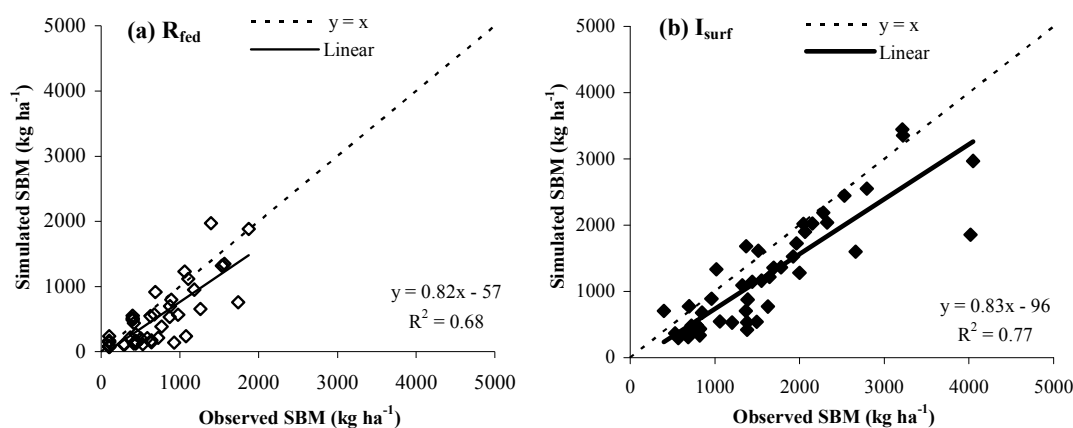 (a) R_fed
y = x
Linear
5000
4000
3000
2000
1000
0
Simulated SBM (kg ha⁻¹)
y = 0.82x - 57
R² = 0.68
0 1000 2000 3000 4000 5000
Observed SBM (kg ha⁻¹)
(b) I_surf
y = x
Linear
5000
4000
3000
2000
1000
0
Simulated SBM (kg ha⁻¹)
y = 0.83x - 96
R² = 0.77
0 1000 2000 3000 4000 5000
Observed SBM (kg ha⁻¹)